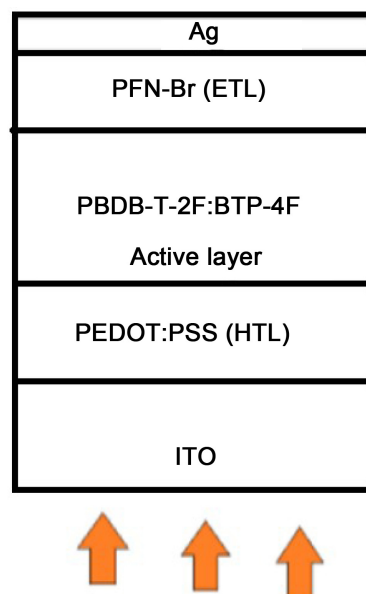 Ag
PFN-Br (ETL)
PBDB-T-2F:BTP-4F
Active layer
PEDOT:PSS (HTL)
ITO